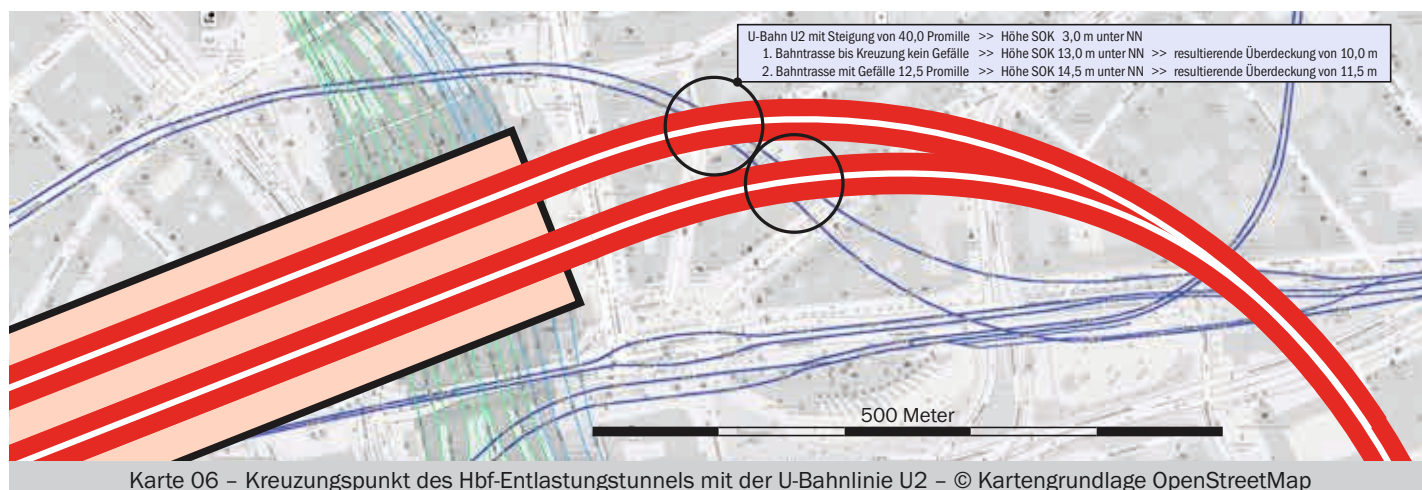 U-Bahn U2 mit Steigung von 40,0 Promille >> Höhe SOK 3,0 m unter NN
1. Bahntrasse bis Kreuzung kein Gefälle >> Höhe SOK 13,0 m unter NN >> resultierende Überdeckung von 10,0 m
2. Bahntrasse mit Gefälle 12,5 Promille >> Höhe SOK 14,5 m unter NN >> resultierende Überdeckung von 11,5 m
500 Meter
Karte 06 – Kreuzungspunkt des Hbf-Entlastungstunnels mit der U-Bahnlinie U2 – © Kartengrundlage OpenStreetMap